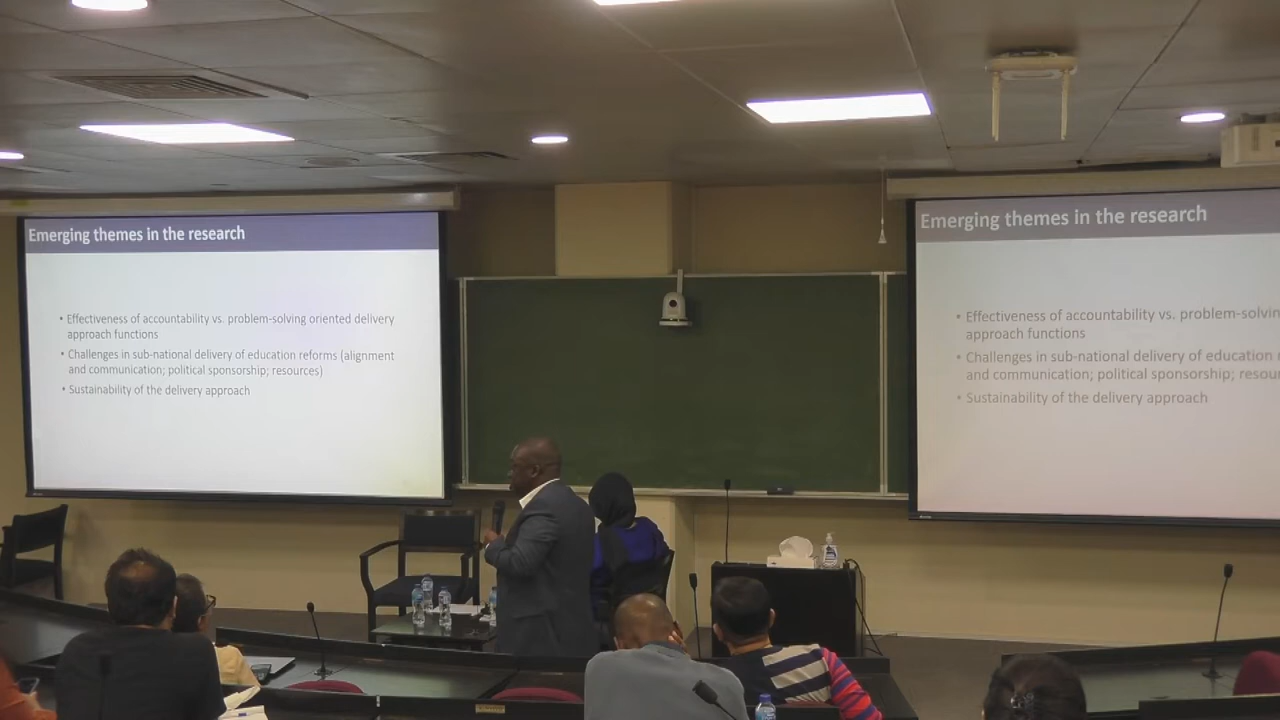 Emerging themes in the research
• Effectiveness of accountability vs. problem-solving oriented delivery
approach functions
• Challenges in sub-national delivery of education reforms (alignment
and communication; political sponsorship; resources)
• Sustainability of the delivery approach
Emerging themes in the research
• Effectiveness of accountability vs. problem-solvin
approach functions
• Challenges in sub-national delivery of education
and communication; political sponsorship; resou
• Sustainability of the delivery approach